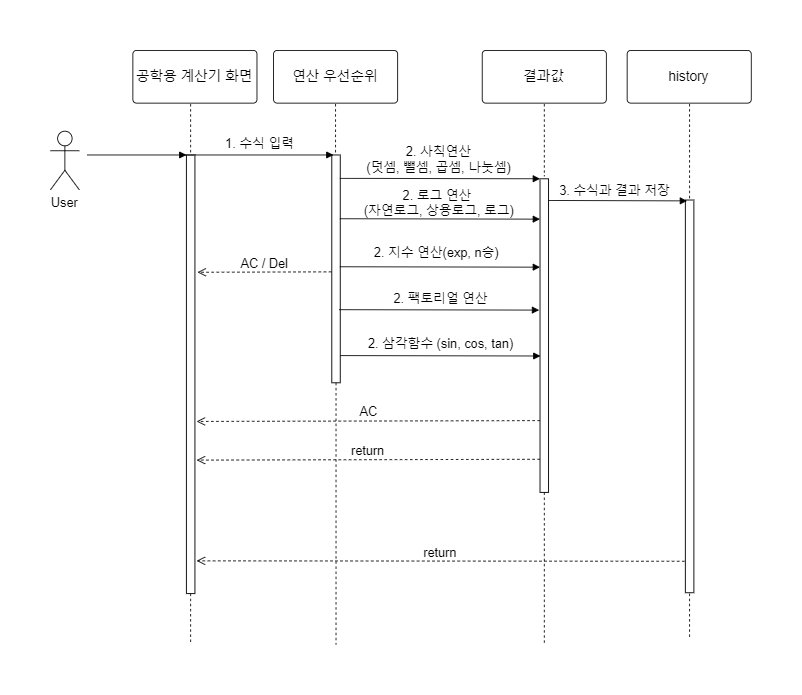 공학용 계산기 화면
연산 우선순위
결과값
history
1. 수식 입력
2. 사칙연산
(덧셈, 뺄셈, 곱셈, 나눗셈)
User
3. 수식과 결과 저장
2. 로그 연산
(자연로그, 상용로그, 로그)
2. 지수 연산(exp, n승)
AC / Del
2. 팩토리얼 연산
2. 삼각함수 (sin, cos, tan)
AC
return
return